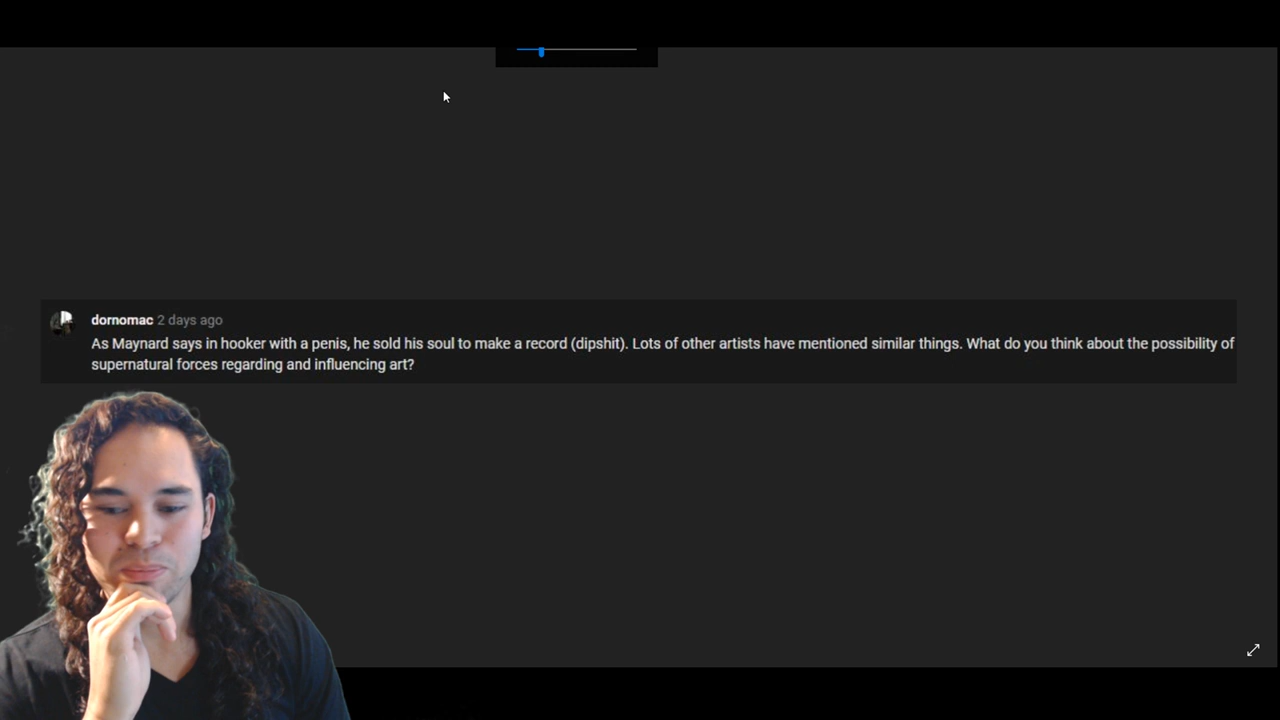 dornomac 2 days ago
As Maynard says in hooker with a penis, he sold his soul to make a record (dipshit). Lots of other artists have mentioned similar things. What do you think about the possibility of
supernatural forces regarding and influencing art?